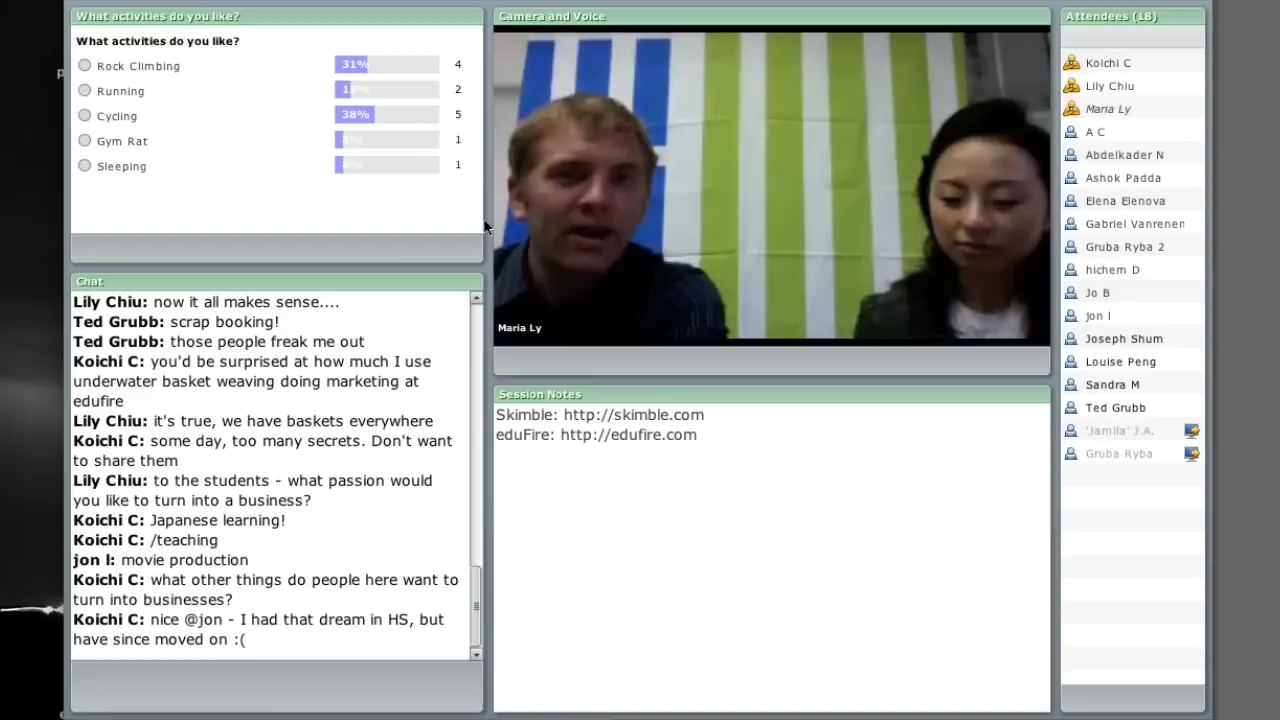 What activities do you like?
What activities do you like?
Rock Climbing 31% 4
Running 15% 2
Cycling 38% 5
Gym Rat 1
Sleeping 1
Chat
Lily Chiu: now it all makes sense....
Ted Grubb: scrap booking!
Ted Grubb: those people freak me out
Koichi C: you'd be surprised at how much I use
underwater basket weaving doing marketing at
edufire
Lily Chiu: it's true, we have baskets everywhere
Koichi C: some day, too many secrets. Don't want
to share them
Lily Chiu: to the students - what passion would
you like to turn into a business?
Koichi C: Japanese learning!
Koichi C: /teaching
jon l: movie production
Koichi C: what other things do people here want to
turn into businesses?
Koichi C: nice @jon - I had that dream in HS, but
have since moved on :(
Camera and Voice
Maria Ly
Session Notes
Skimble: http://skimble.com
eduFire: http://edufire.com
Attendees (18)
Koichi C
Lily Chiu
Maria Ly
A C
Abdelkader N
Ashok Padda
Elena Elenova
Gabriel Vanrenen
Gruba Ryba 2
hichem D
Jo B
jon l
Joseph Shum
Louise Peng
Sandra M
Ted Grubb
'Jamila' J.A.
Gruba Ryba